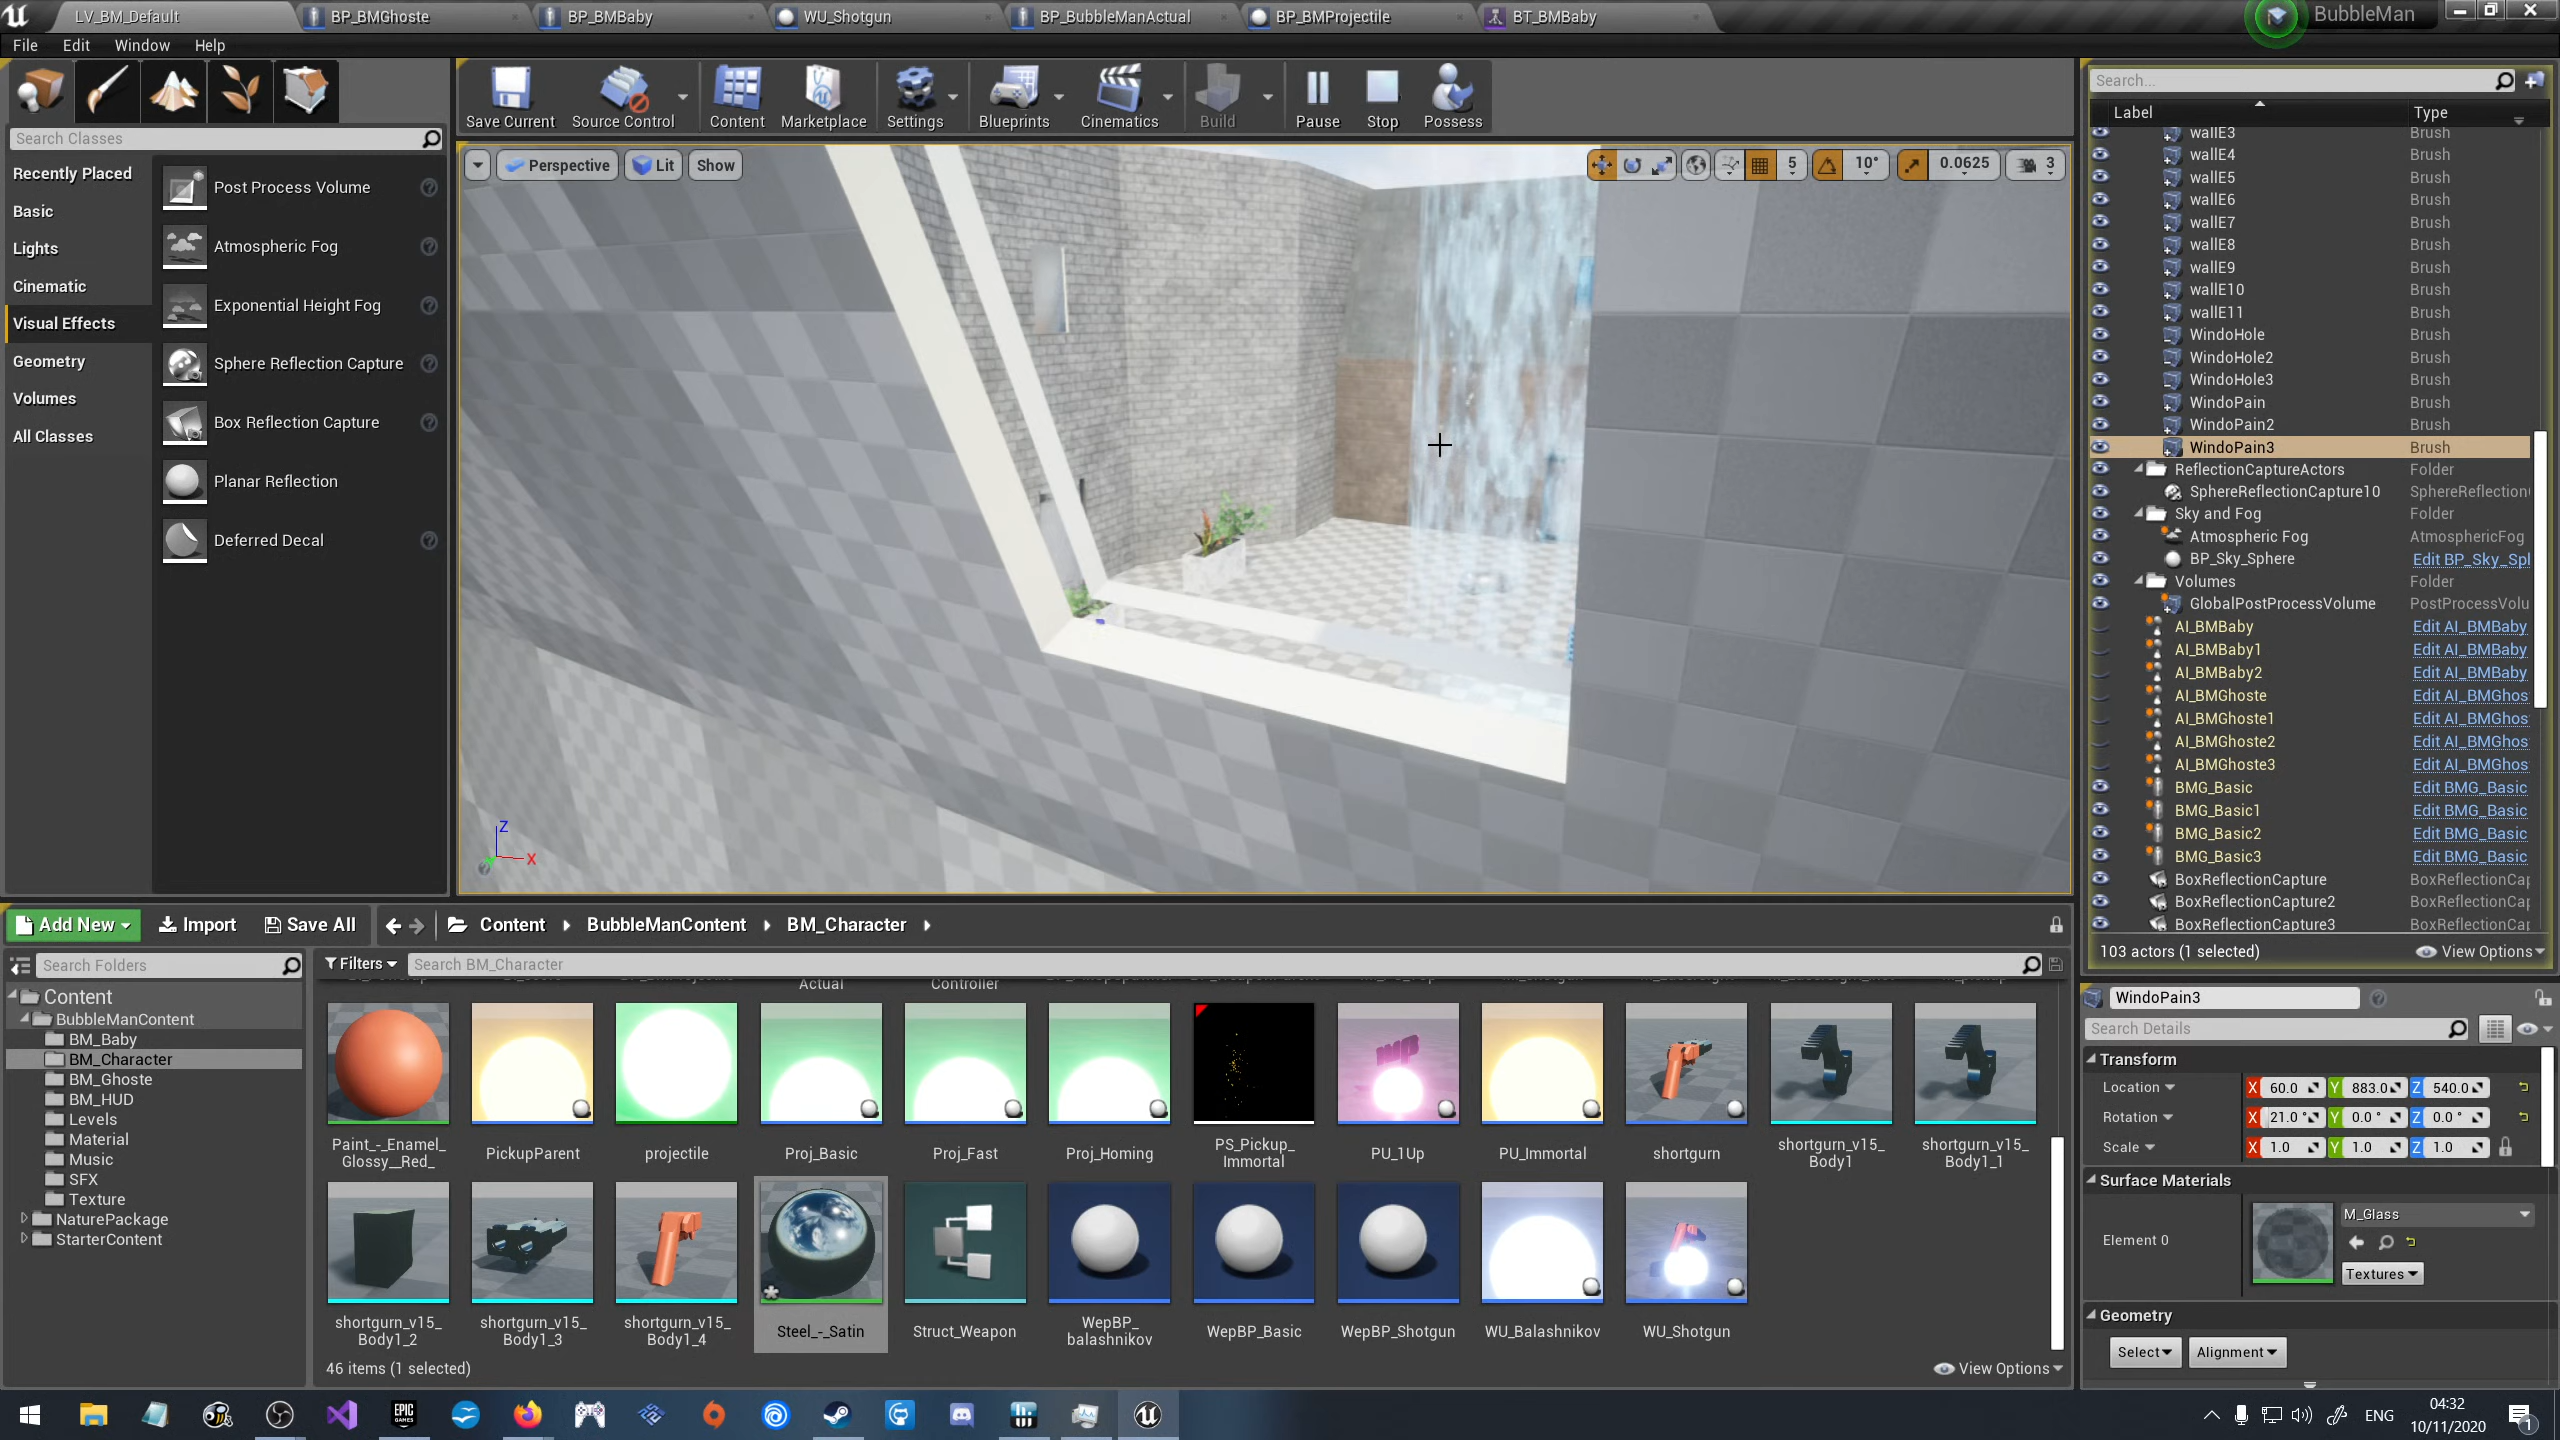 LV_BM_Default
BP_BMGhoste
BP_BMBaby
WU_Shotgun
BP_BubbleManActual
BP_BMProjectile
BT_BMBaby
BubbleMan
File Edit Window Help
Save Current
Source Control
Content
Marketplace
Settings
Blueprints
Cinematics
Build
Pause
Stop
Possess
Search Classes
Recently Placed
Basic
Lights
Cinematic
Visual Effects
Geometry
Volumes
All Classes
Post Process Volume
Atmospheric Fog
Exponential Height Fog
Sphere Reflection Capture
Box Reflection Capture
Planar Reflection
Deferred Decal
Perspective
Lit
Show
5
10°
0.0625
3
Z
X
Search...
Label Type
wallE3 Brush
wallE4 Brush
wallE5 Brush
wallE6 Brush
wallE7 Brush
wallE8 Brush
wallE9 Brush
wallE10 Brush
wallE11 Brush
WindoHole Brush
WindoHole2 Brush
WindoHole3 Brush
WindoPain Brush
WindoPain2 Brush
WindoPain3 Brush
ReflectionCaptureActors Folder
SphereReflectionCapture10 SphereReflection
Sky and Fog Folder
Atmospheric Fog AtmosphericFog
BP_Sky_Sphere Edit BP_Sky_Spl
Volumes Folder
GlobalPostProcessVolume PostProcessVolu
AI_BMBaby Edit AI_BMBaby
AI_BMBaby1 Edit AI_BMBaby
AI_BMBaby2 Edit AI_BMBaby
AI_BMGhoste Edit AI_BMGhos
AI_BMGhoste1 Edit AI_BMGhos
AI_BMGhoste2 Edit AI_BMGhos
AI_BMGhoste3 Edit AI_BMGhos
BMG_Basic Edit BMG_Basic
BMG_Basic1 Edit BMG_Basic
BMG_Basic2 Edit BMG_Basic
BMG_Basic3 Edit BMG_Basic
BoxReflectionCapture BoxReflectionCap
BoxReflectionCapture2 BoxReflectionCap
BoxReflectionCapture3 BoxReflectionCap
103 actors (1 selected)
View Options
Add New
Import
Save All
Content
BubbleManContent
BM_Character
Search Folders
Filters
Search BM_Character
Content
BubbleManContent
BM_Baby
BM_Character
BM_Ghoste
BM_HUD
Levels
Material
Music
SFX
Texture
NaturePackage
StarterContent
Actual
Controller
Paint_-_Enamel_
Glossy__Red_
PickupParent
projectile
Proj_Basic
Proj_Fast
Proj_Homing
PS_Pickup_
Immortal
PU_1Up
PU_Immortal
shortgurn
shortgurn_v15_
Body1
shortgurn_v15_
Body1_1
shortgurn_v15_
Body1_2
shortgurn_v15_
Body1_3
shortgurn_v15_
Body1_4
Steel_-_Satin
Struct_Weapon
WepBP_
balashnikov
WepBP_Basic
WepBP_Shotgun
WU_Balashnikov
WU_Shotgun
46 items (1 selected)
View Options
WindoPain3
Search Details
Transform
Location X 60.0 Y 883.0 Z 540.0
Rotation X 21.0 ° Y 0.0 ° Z 0.0 °
Scale X 1.0 Y 1.0 Z 1.0
Surface Materials
Element 0
M_Glass
Textures
Geometry
Select
Alignment
EPIC
GAMES
ENG
04:32
10/11/2020
1